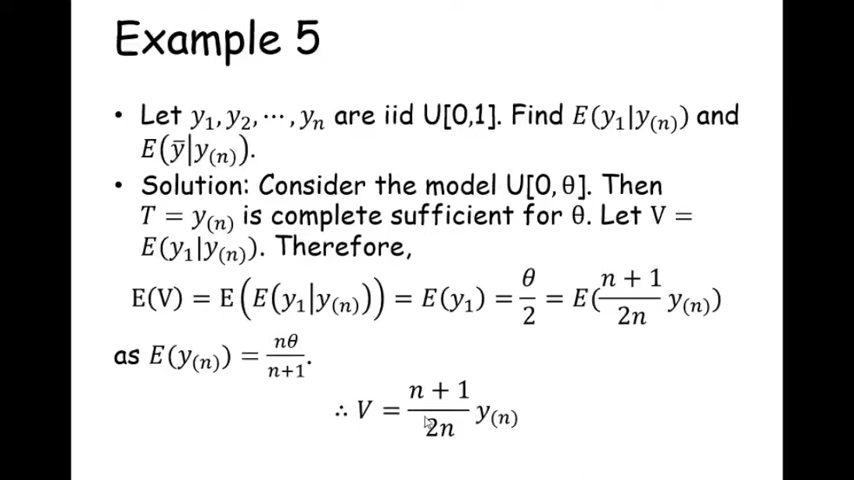 Example 5
• Let y₁, y₂, ⋯, yₙ are iid U[0,1]. Find E(y₁|y₍ₙ₎) and
E(ȳ|y₍ₙ₎).
• Solution: Consider the model U[0, θ]. Then
T = y₍ₙ₎ is complete sufficient for θ. Let V =
E(y₁|y₍ₙ₎). Therefore,
E(V) = E(E(y₁|y₍ₙ₎)) = E(y₁) = θ/2 = E((n + 1)/2n y₍ₙ₎)
as E(y₍ₙ₎) = nθ/(n+1).
∴ V = (n + 1)/2n y₍ₙ₎